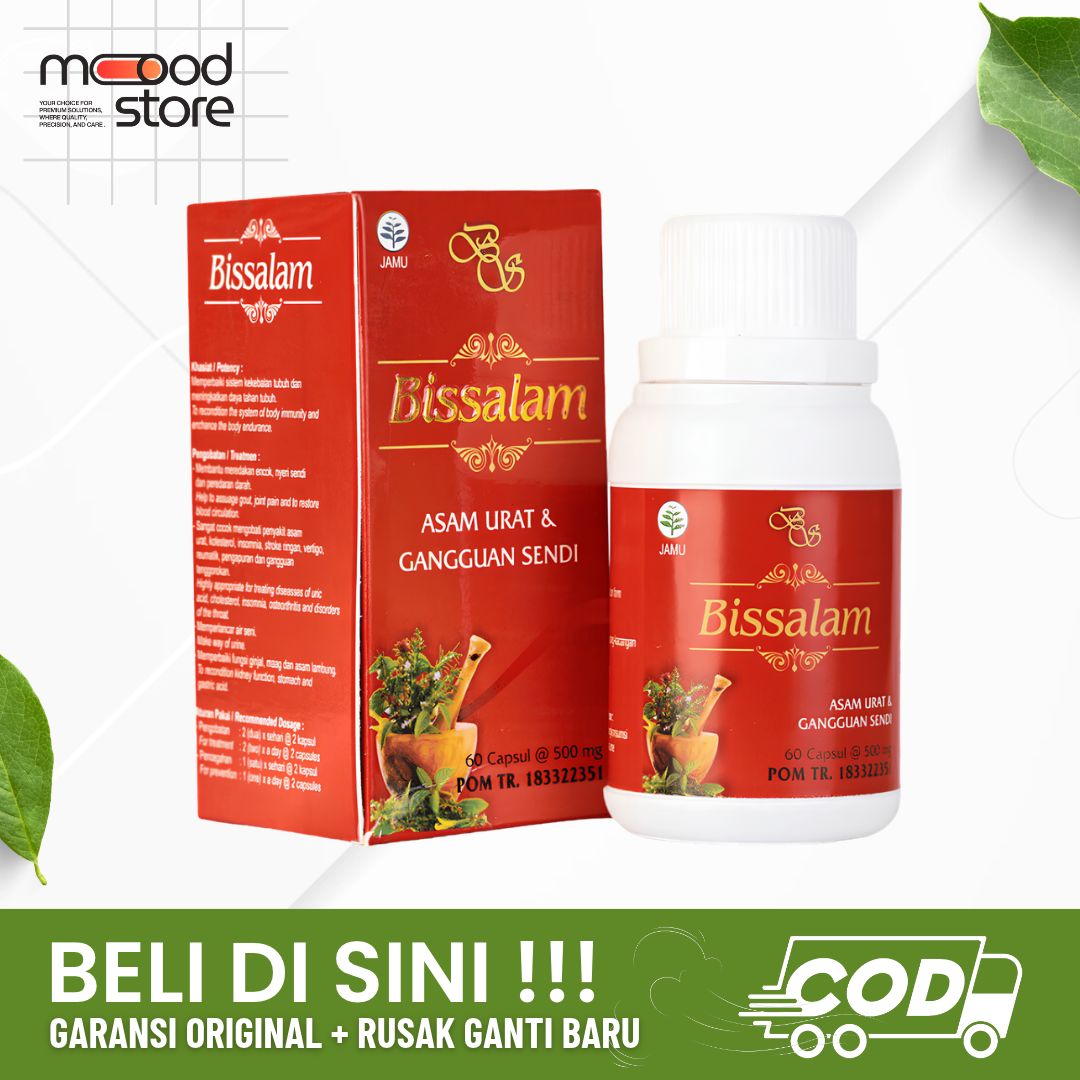 mood
store
YOUR CHOICE FOR
PREMIUM SOLUTIONS,
WHERE QUALITY,
PRECISION, AND CARE.
Bissalam
Khasiat / Potency :
Memperbaiki sistem kekebalan tubuh dan
meningkatkan daya tahan tubuh.
To recondition the system of body immunity and
enchance the body endurance.
Pengobatan / Treatmen :
- Membantu meredakan encok, nyeri sendi
dan peredaran darah.
Help to assuage gout, joint pain and to restore
blood circulation.
- Sangat cocok mengobati penyakit asam
urat, kolesterol, insomnia, stroke ringan, vertigo,
reumatik, pengapuran dan gangguan
tenggorokan.
Highly appropriate for treating diseases of uric
acid, cholesterol, insomnia, osteorthritis and disorders
of the throat.
- Memperlancar air seni.
Make way of urine.
- Memperbaiki fungsi ginjal, maag dan asam lambung.
To recondition kidney function, stomach and
gastric acid.
Aturan Pakai / Recommended Dosage :
Pengobatan : 2 (dua) x sehari @ 2 kapsul
For treatment : 2 (two) x a day @ 2 capsules
Pencegahan : 1 (satu) x sehari @ 2 kapsul
For prevention : 1 (one) x a day @ 2 capsules
JAMU
BS
Bissalam
ASAM URAT &
GANGGUAN SENDI
60 Capsul @ 500 mg
POM TR. 183322351
JAMU
BS
Bissalam
ASAM URAT &
GANGGUAN SENDI
60 Capsul @ 500 mg
POM TR. 183322351
BELI DI SINI !!!
GARANSI ORIGINAL + RUSAK GANTI BARU
COD